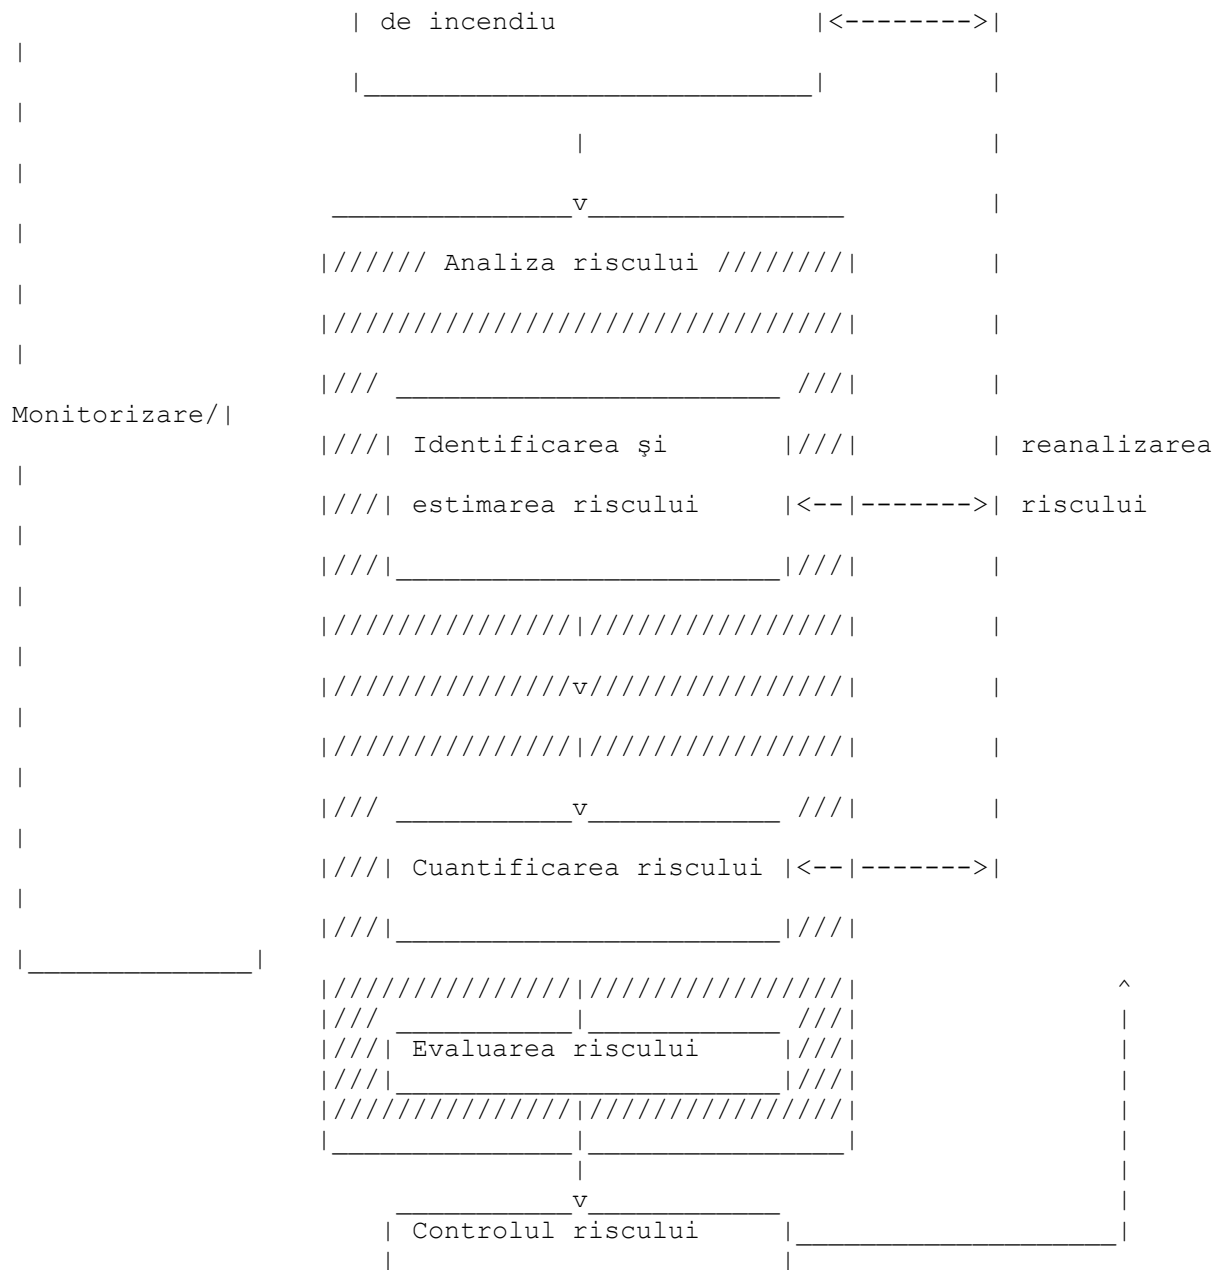 de incendiu
Analiza riscului
Monitorizare/
Identificarea şi
reanalizarea
estimarea riscului
riscului
Cuantificarea riscului
Evaluarea riscului
Controlul riscului